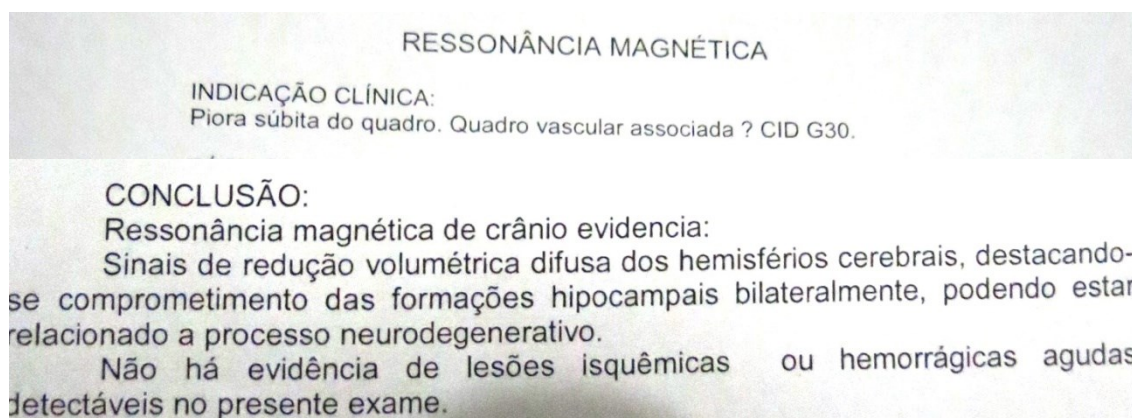 RESSONÂNCIA MAGNÉTICA
INDICAÇÃO CLÍNICA:
Piora súbita do quadro. Quadro vascular associada ? CID G30.
CONCLUSÃO:
Ressonância magnética de crânio evidencia:
Sinais de redução volumétrica difusa dos hemisférios cerebrais, destacando-
se comprometimento das formações hipocampais bilateralmente, podendo estar
relacionado a processo neurodegenerativo.
Não há evidência de lesões isquêmicas ou hemorrágicas agudas
detectáveis no presente exame.